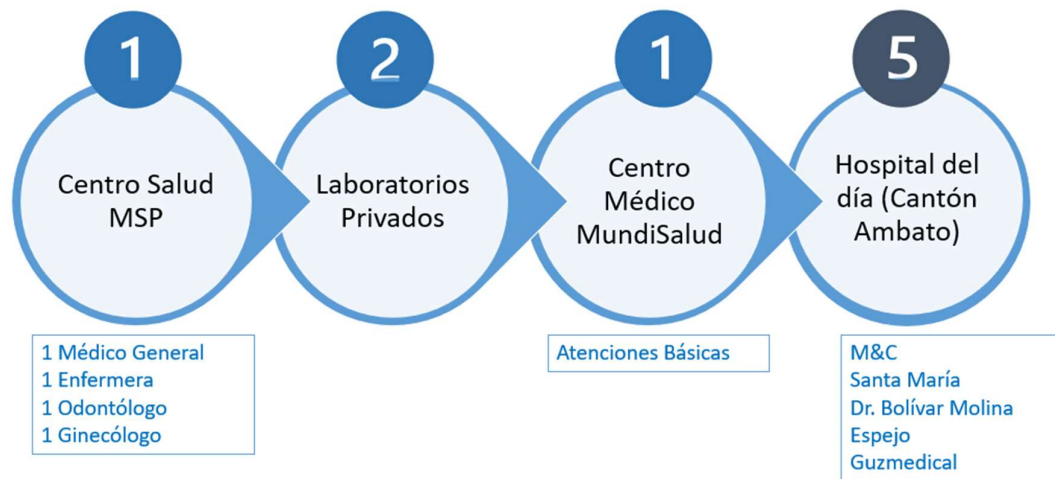 1
Centro Salud
MSP
1 Médico General
1 Enfermera
1 Odontólogo
1 Ginecólogo
2
Laboratorios
Privados
1
Centro
Médico
MundiSalud
Atenciones Básicas
5
Hospital del
día (Cantón
Ambato)
M&C
Santa María
Dr. Bolívar Molina
Espejo
Guzmedical